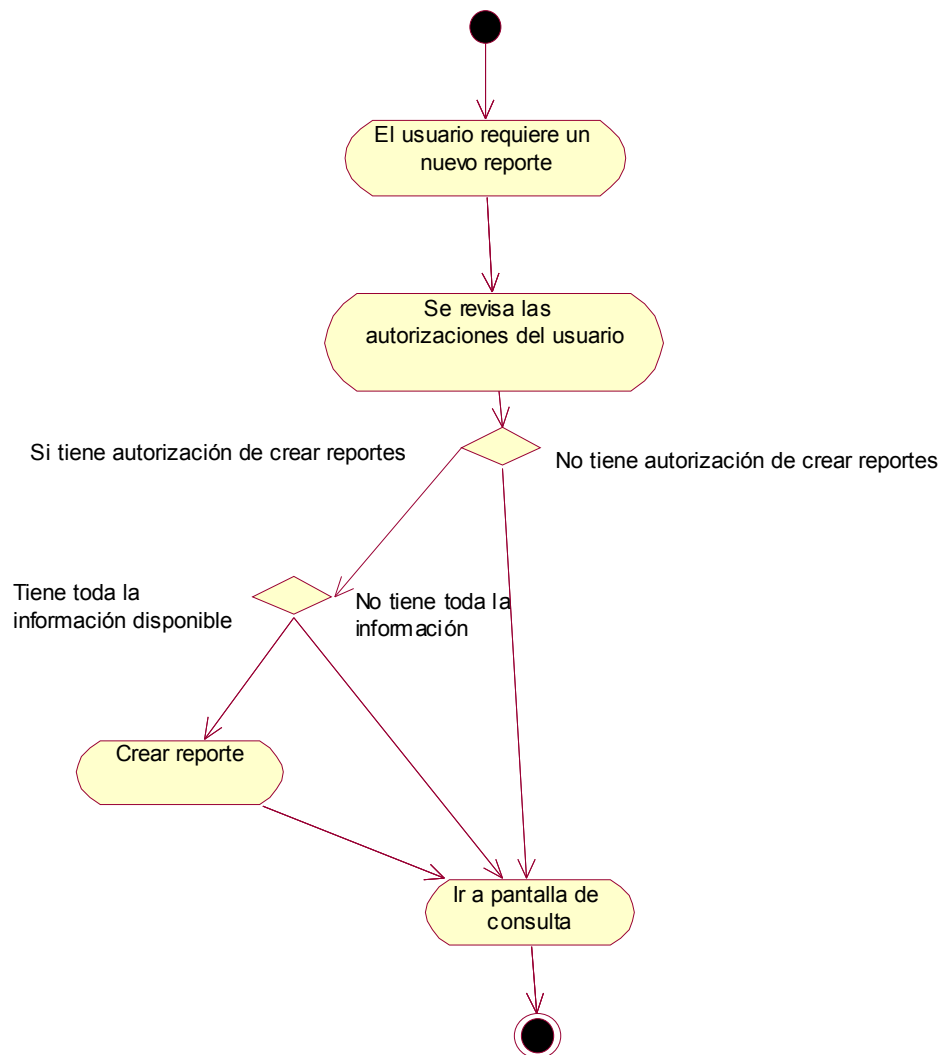 El usuario requiere un
nuevo reporte
Se revisa las
autorizaciones del usuario
Si tiene autorización de crear reportes
No tiene autorización de crear reportes
Tiene toda la
información disponible
No tiene toda la
información
Crear reporte
Ir a pantalla de
consulta